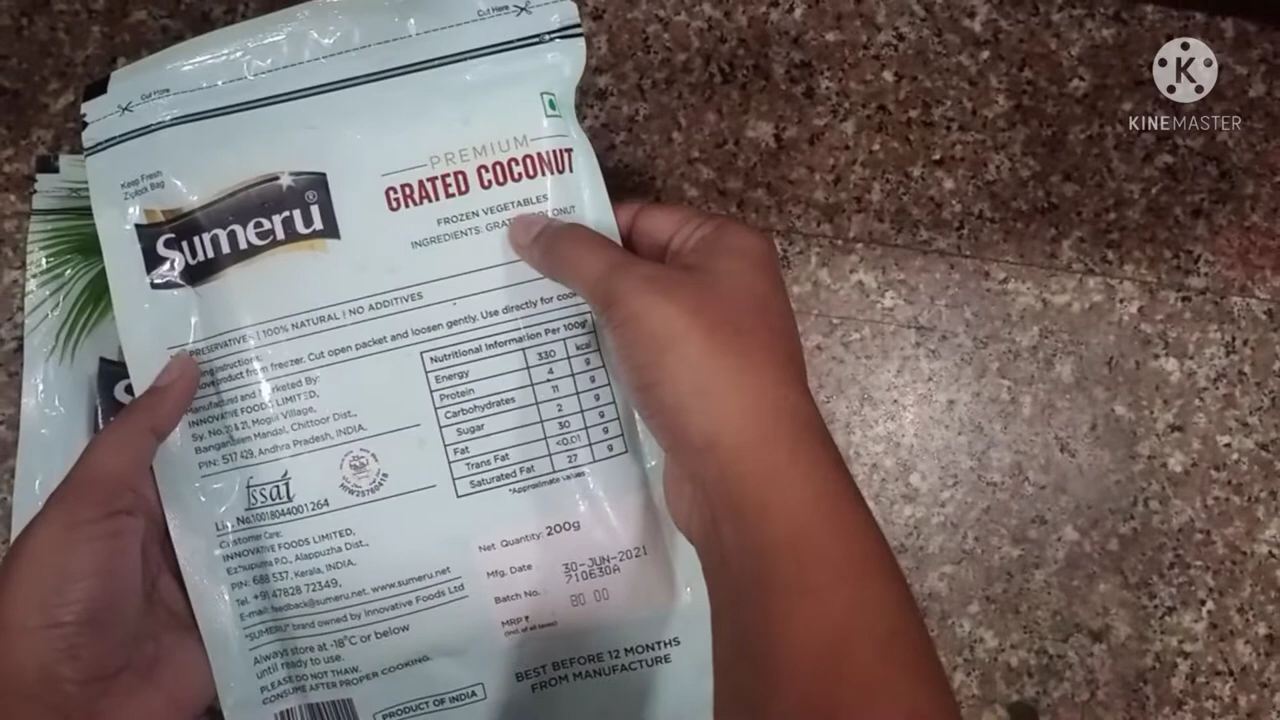 Cut Here
Cut Here
Keep Fresh
Ziplock Bag
Sumeru®
PREMIUM
GRATED COCONUT
FROZEN VEGETABLES
INGREDIENTS:
PRESERVATIVES | 100% NATURAL | NO ADDITIVES
product from freezer. Cut open packet and loosen gently. Use directly for
Manufactured and Marketed By:
INNOVATIVE FOODS LIMITED,
Sy. No. 20 & 21, Mogili Village,
Bangarupalem Mandal, Chittoor Dist.,
PIN: 517 429, Andhra Pradesh, INDIA.
fssai
Lic. No.10018044001264
Customer Care:
INNOVATIVE FOODS LIMITED,
Ezhupunna P.O., Alappuzha Dist.,
PIN: 688 537, Kerala, INDIA.
Tel. +91 47828 72349,
E-mail: feedback@sumeru.net. www.sumeru.net
"SUMERU" brand owned by Innovative Foods Ltd
Always store at -18°C or below
until ready to use.
PLEASE DO NOT THAW.
CONSUME AFTER PROPER COOKING.
PRODUCT OF INDIA
Nutritional Information Per 100g*
Energy 330 kcal
Protein 4 g
Carbohydrates 11 g
Sugar 2 g
Fat 30 g
Trans Fat <0.01 g
Saturated Fat 27 g
*Approximate values
Net Quantity: 200g
Mfg. Date 30-JUN-2021
Batch No. 710630A
MRP ₹ 80 00
(Incl. of all taxes)
BEST BEFORE 12 MONTHS
FROM MANUFACTURE
K
KINEMASTER